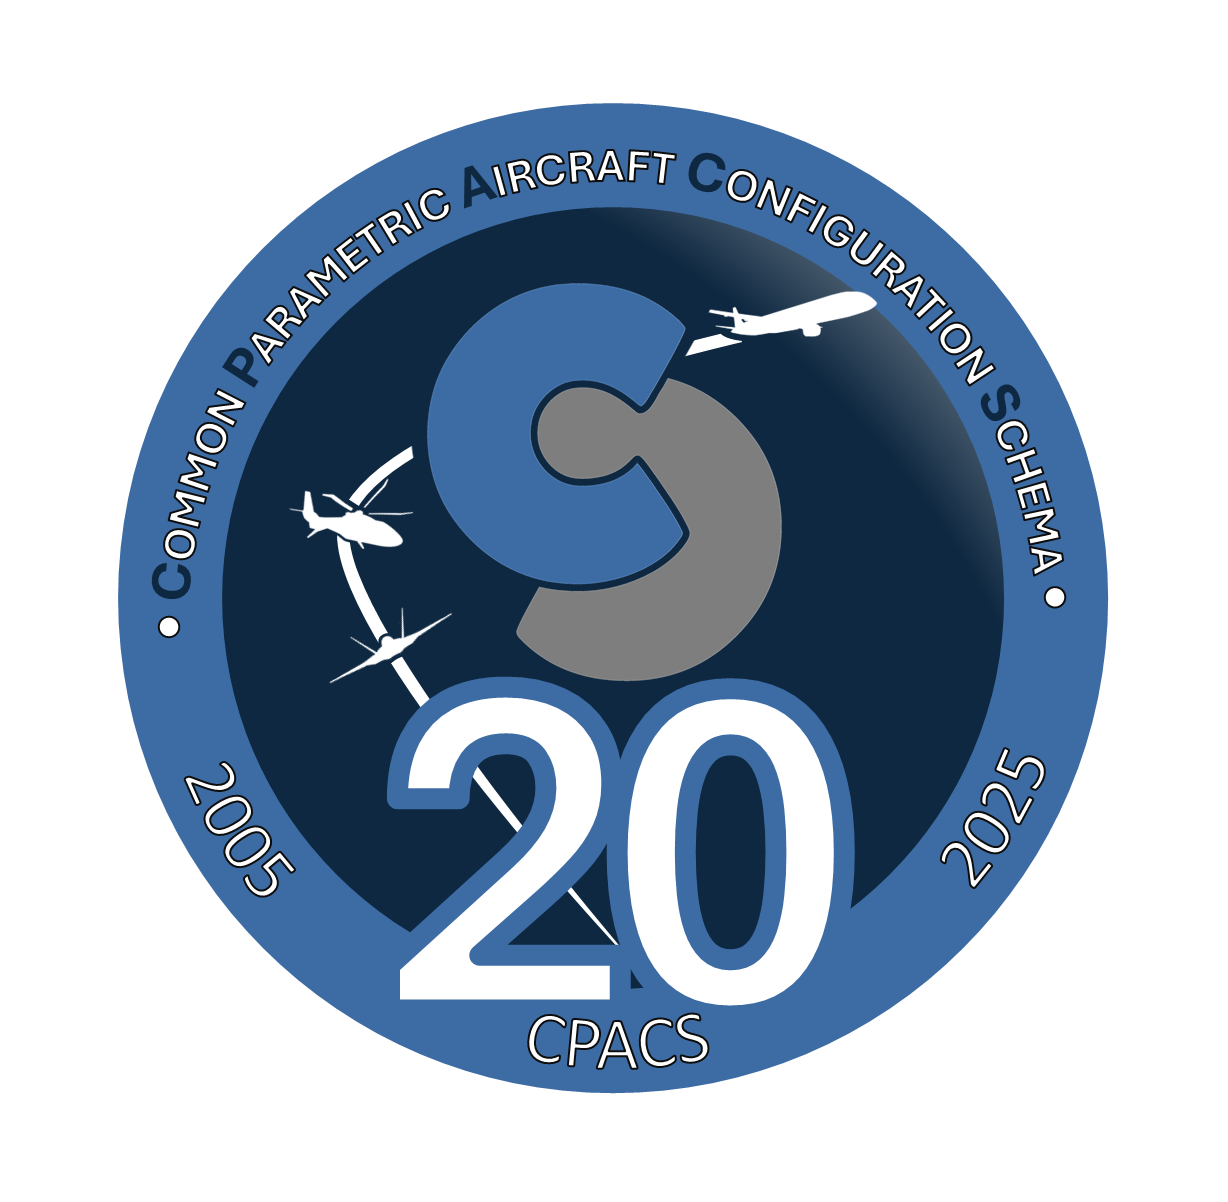 • COMMON PARAMETRIC AIRCRAFT CONFIGURATION SCHEMA •
20
2005
2025
CPACS